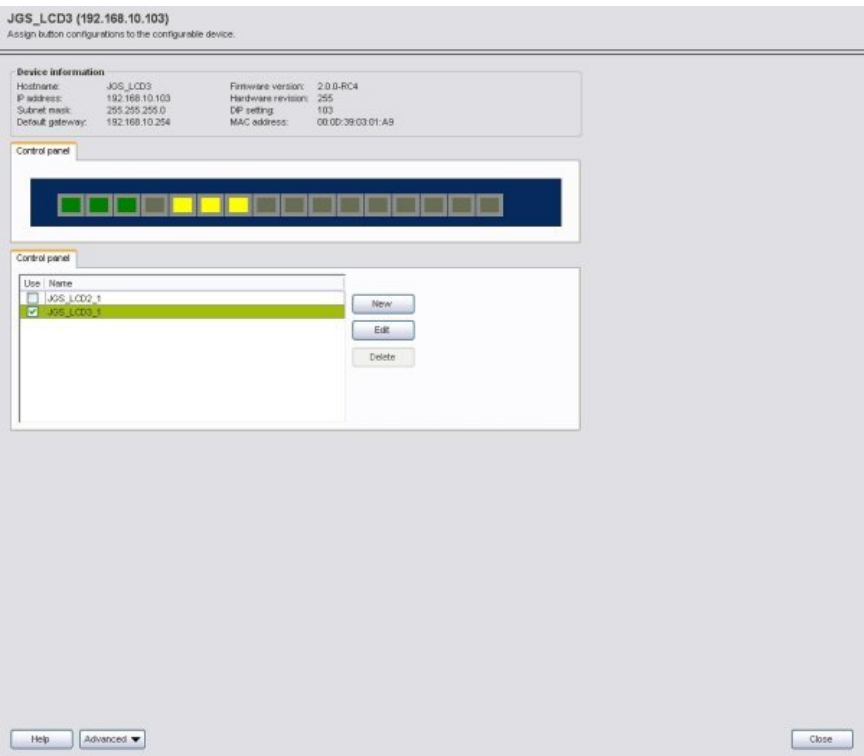 JGS_LCD3 (192.168.10.103)
Assign button configurations to the configurable device.
Device information
Hostname: JGS_LCD3 Firmware version: 2.0.0-RC4
IP address: 192.168.10.103 Hardware revision: 255
Subnet mask: 255.255.255.0 DIP setting: 103
Default gateway: 192.168.10.254 MAC address: 00:0D:39:03:01:A9
Control panel
Control panel
Use Name
JGS_LCD2_1
JGS_LCD3_1
New
Edit
Delete
Help Advanced Close